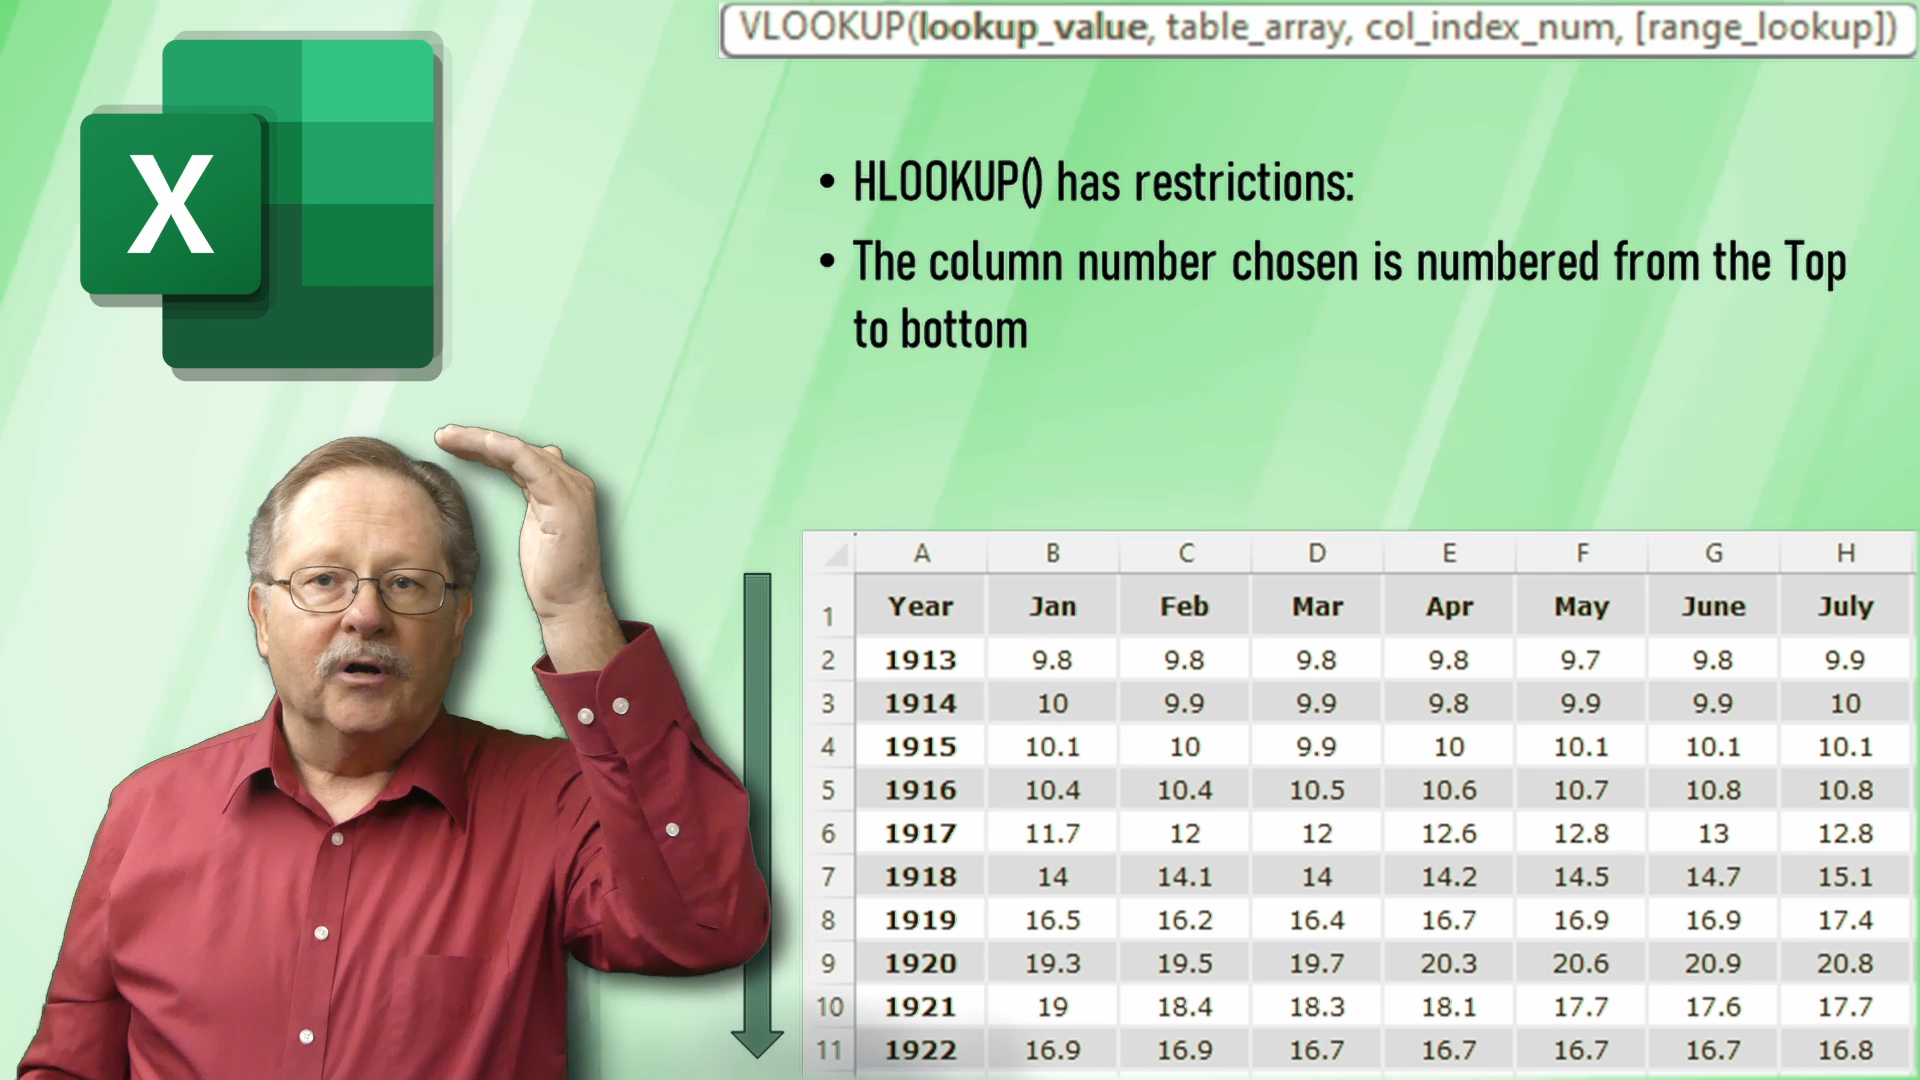 VLOOKUP(lookup_value, table_array, col_index_num, [range_lookup])
X
• HLOOKUP() has restrictions:
• The column number chosen is numbered from the Top
to bottom
A B C D E F G H
1 Year Jan Feb Mar Apr May June July
2 1913 9.8 9.8 9.8 9.8 9.7 9.8 9.9
3 1914 10 9.9 9.9 9.8 9.9 9.9 10
4 1915 10.1 10 9.9 10 10.1 10.1 10.1
5 1916 10.4 10.4 10.5 10.6 10.7 10.8 10.8
6 1917 11.7 12 12 12.6 12.8 13 12.8
7 1918 14 14.1 14 14.2 14.5 14.7 15.1
8 1919 16.5 16.2 16.4 16.7 16.9 16.9 17.4
9 1920 19.3 19.5 19.7 20.3 20.6 20.9 20.8
10 1921 19 18.4 18.3 18.1 17.7 17.6 17.7
11 1922 16.9 16.9 16.7 16.7 16.7 16.7 16.8